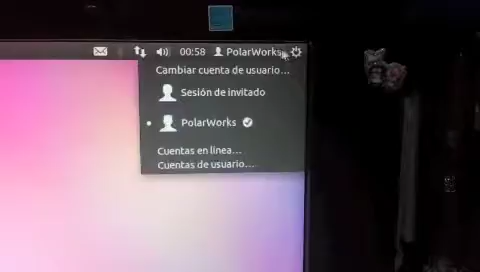 00:58 PolarWorks
Cambiar cuenta de usuario...
Sesión de invitado
PolarWorks
Cuentas en línea...
Cuentas de usuario...